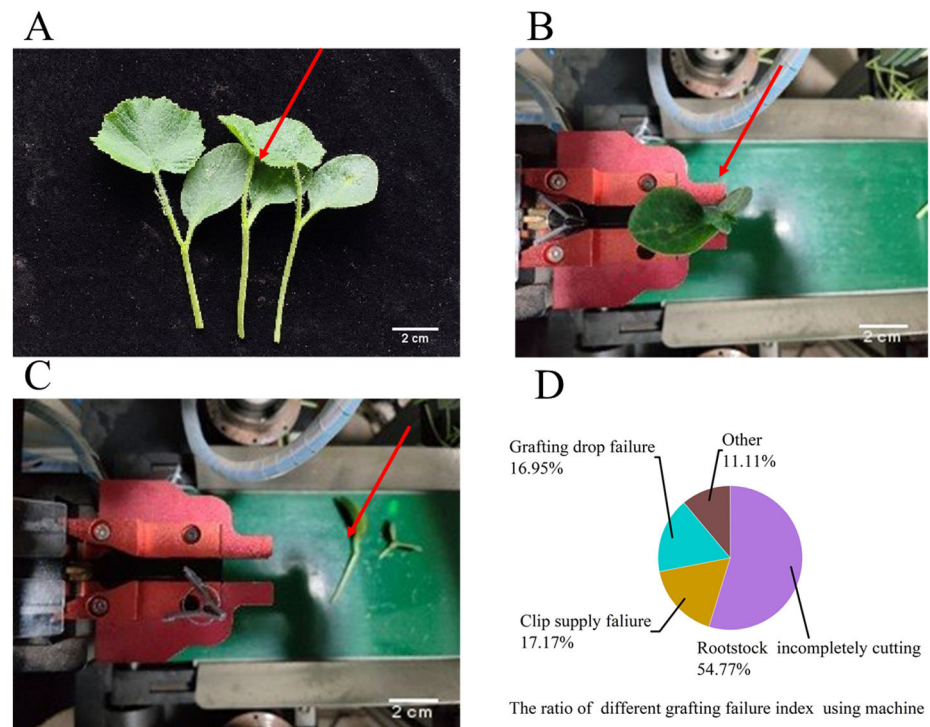 A
2 cm
B
2 cm
C
2 cm
D
Grafting drop failure
16.95%
Other
11.11%
Clip supply faliure
17.17%
Rootstock incompletely cutting
54.77%
The ratio of different grafting failure index using machine